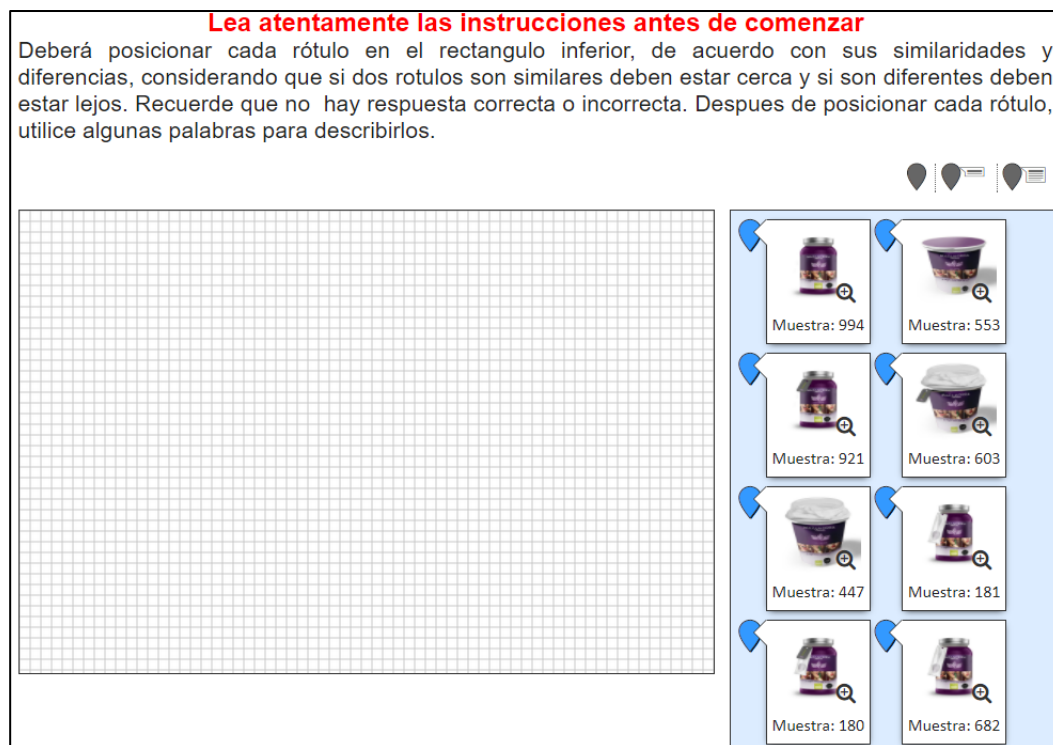 Lea atentamente las instrucciones antes de comenzar
Deberá posicionar cada rótulo en el rectangulo inferior, de acuerdo con sus similaridades y
diferencias, considerando que si dos rotulos son similares deben estar cerca y si son diferentes deben
estar lejos. Recuerde que no hay respuesta correcta o incorrecta. Despues de posicionar cada rótulo,
utilice algunas palabras para describirlos.
Muestra: 994
Muestra: 553
Muestra: 921
Muestra: 603
Muestra: 447
Muestra: 181
Muestra: 180
Muestra: 682